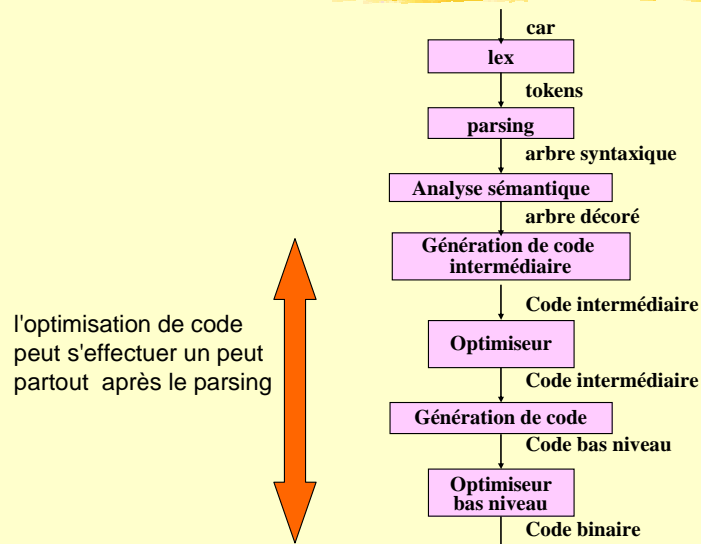 car
lex
tokens
parsing
arbre syntaxique
Analyse sémantique
arbre décoré
Génération de code
intermédiaire
Code intermédiaire
l'optimisation de code
peut s'effectuer un peut
partout après le parsing
Optimiseur
Code intermédiaire
Génération de code
Code bas niveau
Optimiseur
bas niveau
Code binaire